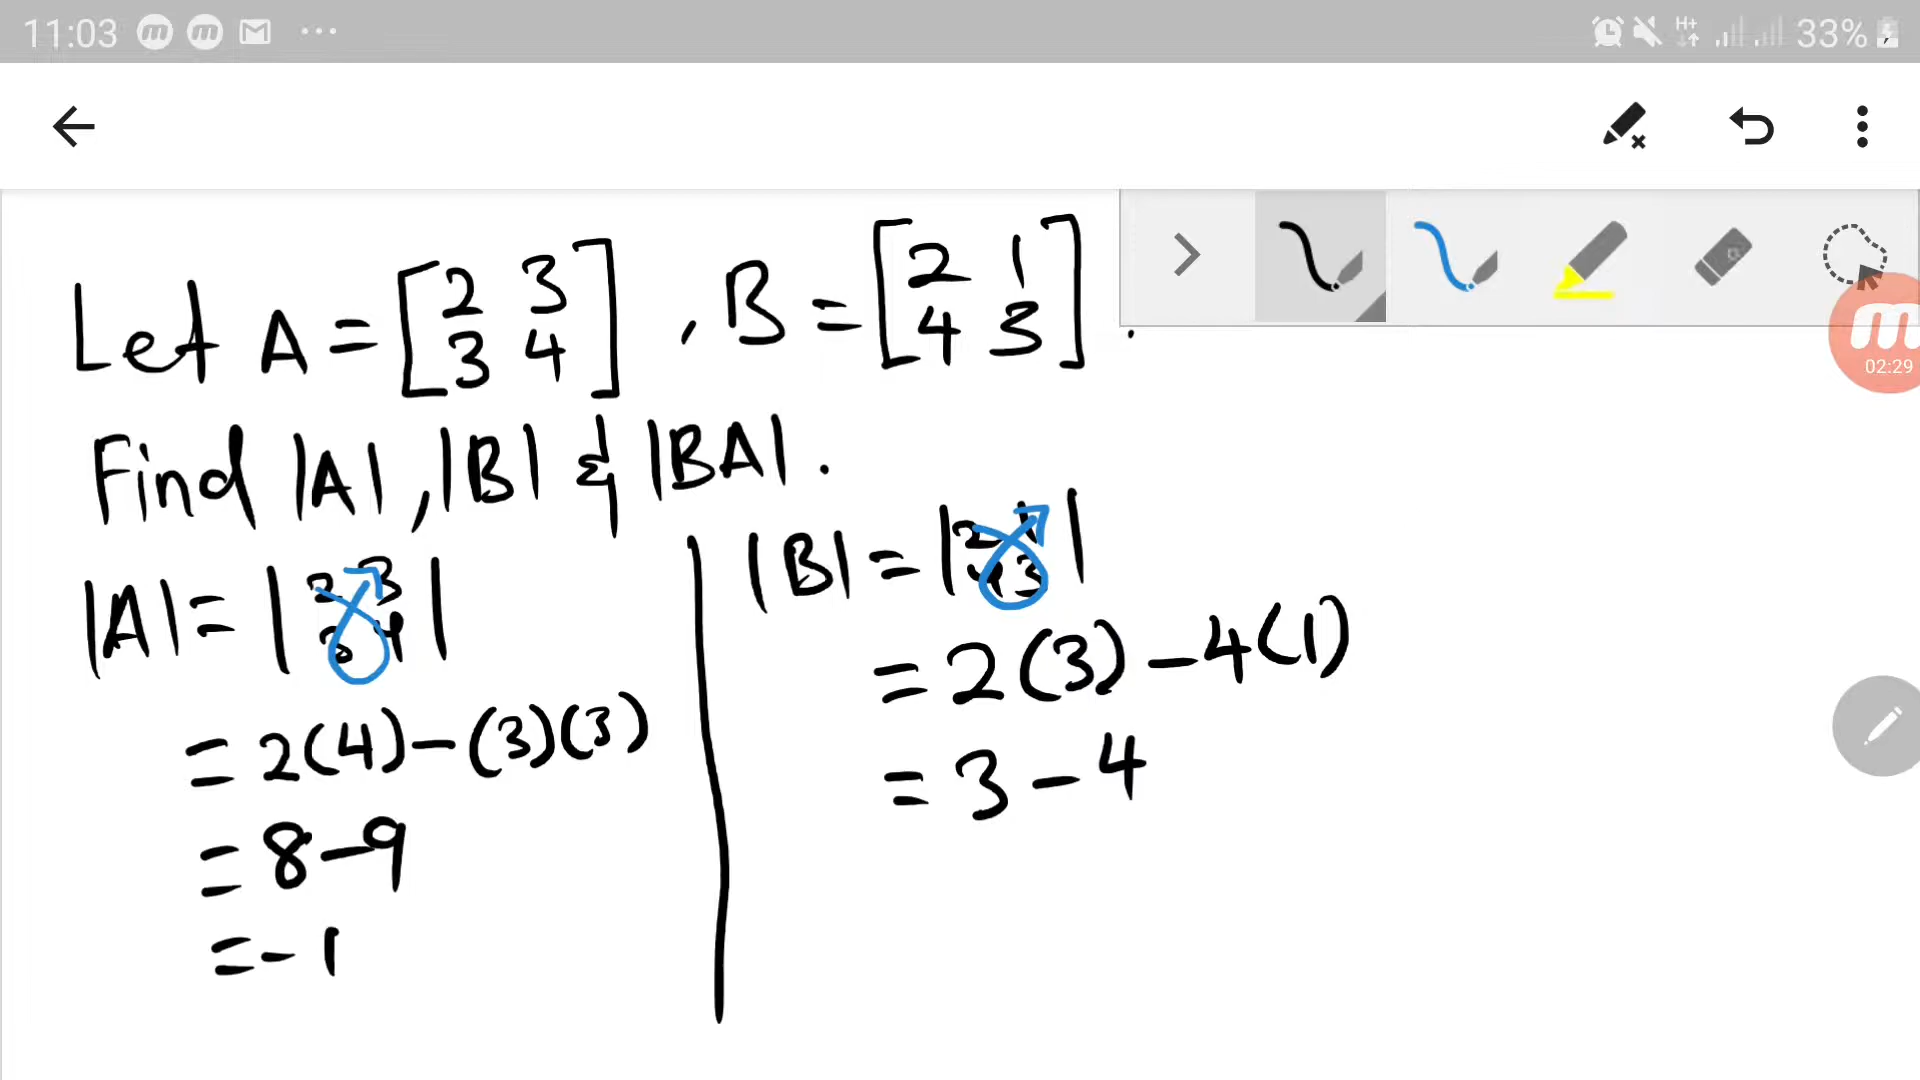 11:03 33%
Let A = [2 3 3 4] , B = [2 1 4 3] .
02:29
Find |A| , |B| & |BA| .
|A| = | 2 3 3 4 |
= 2(4) - (3)(3)
= 8 - 9
= - 1
|B| = | 2 1 4 3 |
= 2(3) - 4(1)
= 3 - 4